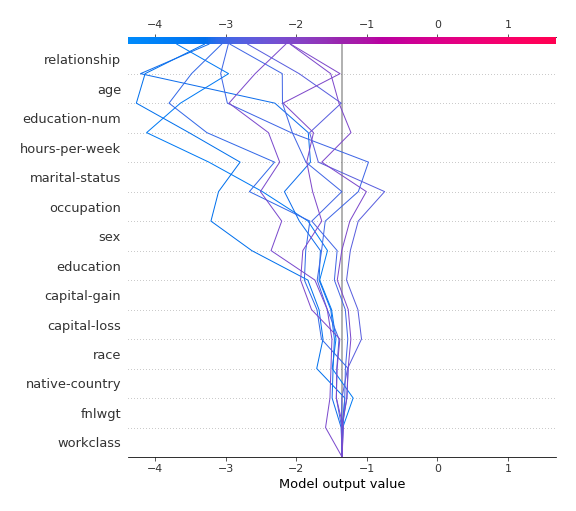 −4 −3 −2 −1 0 1
relationship
age
education-num
hours-per-week
marital-status
occupation
sex
education
capital-gain
capital-loss
race
native-country
fnlwgt
workclass
−4 −3 −2 −1 0 1
Model output value